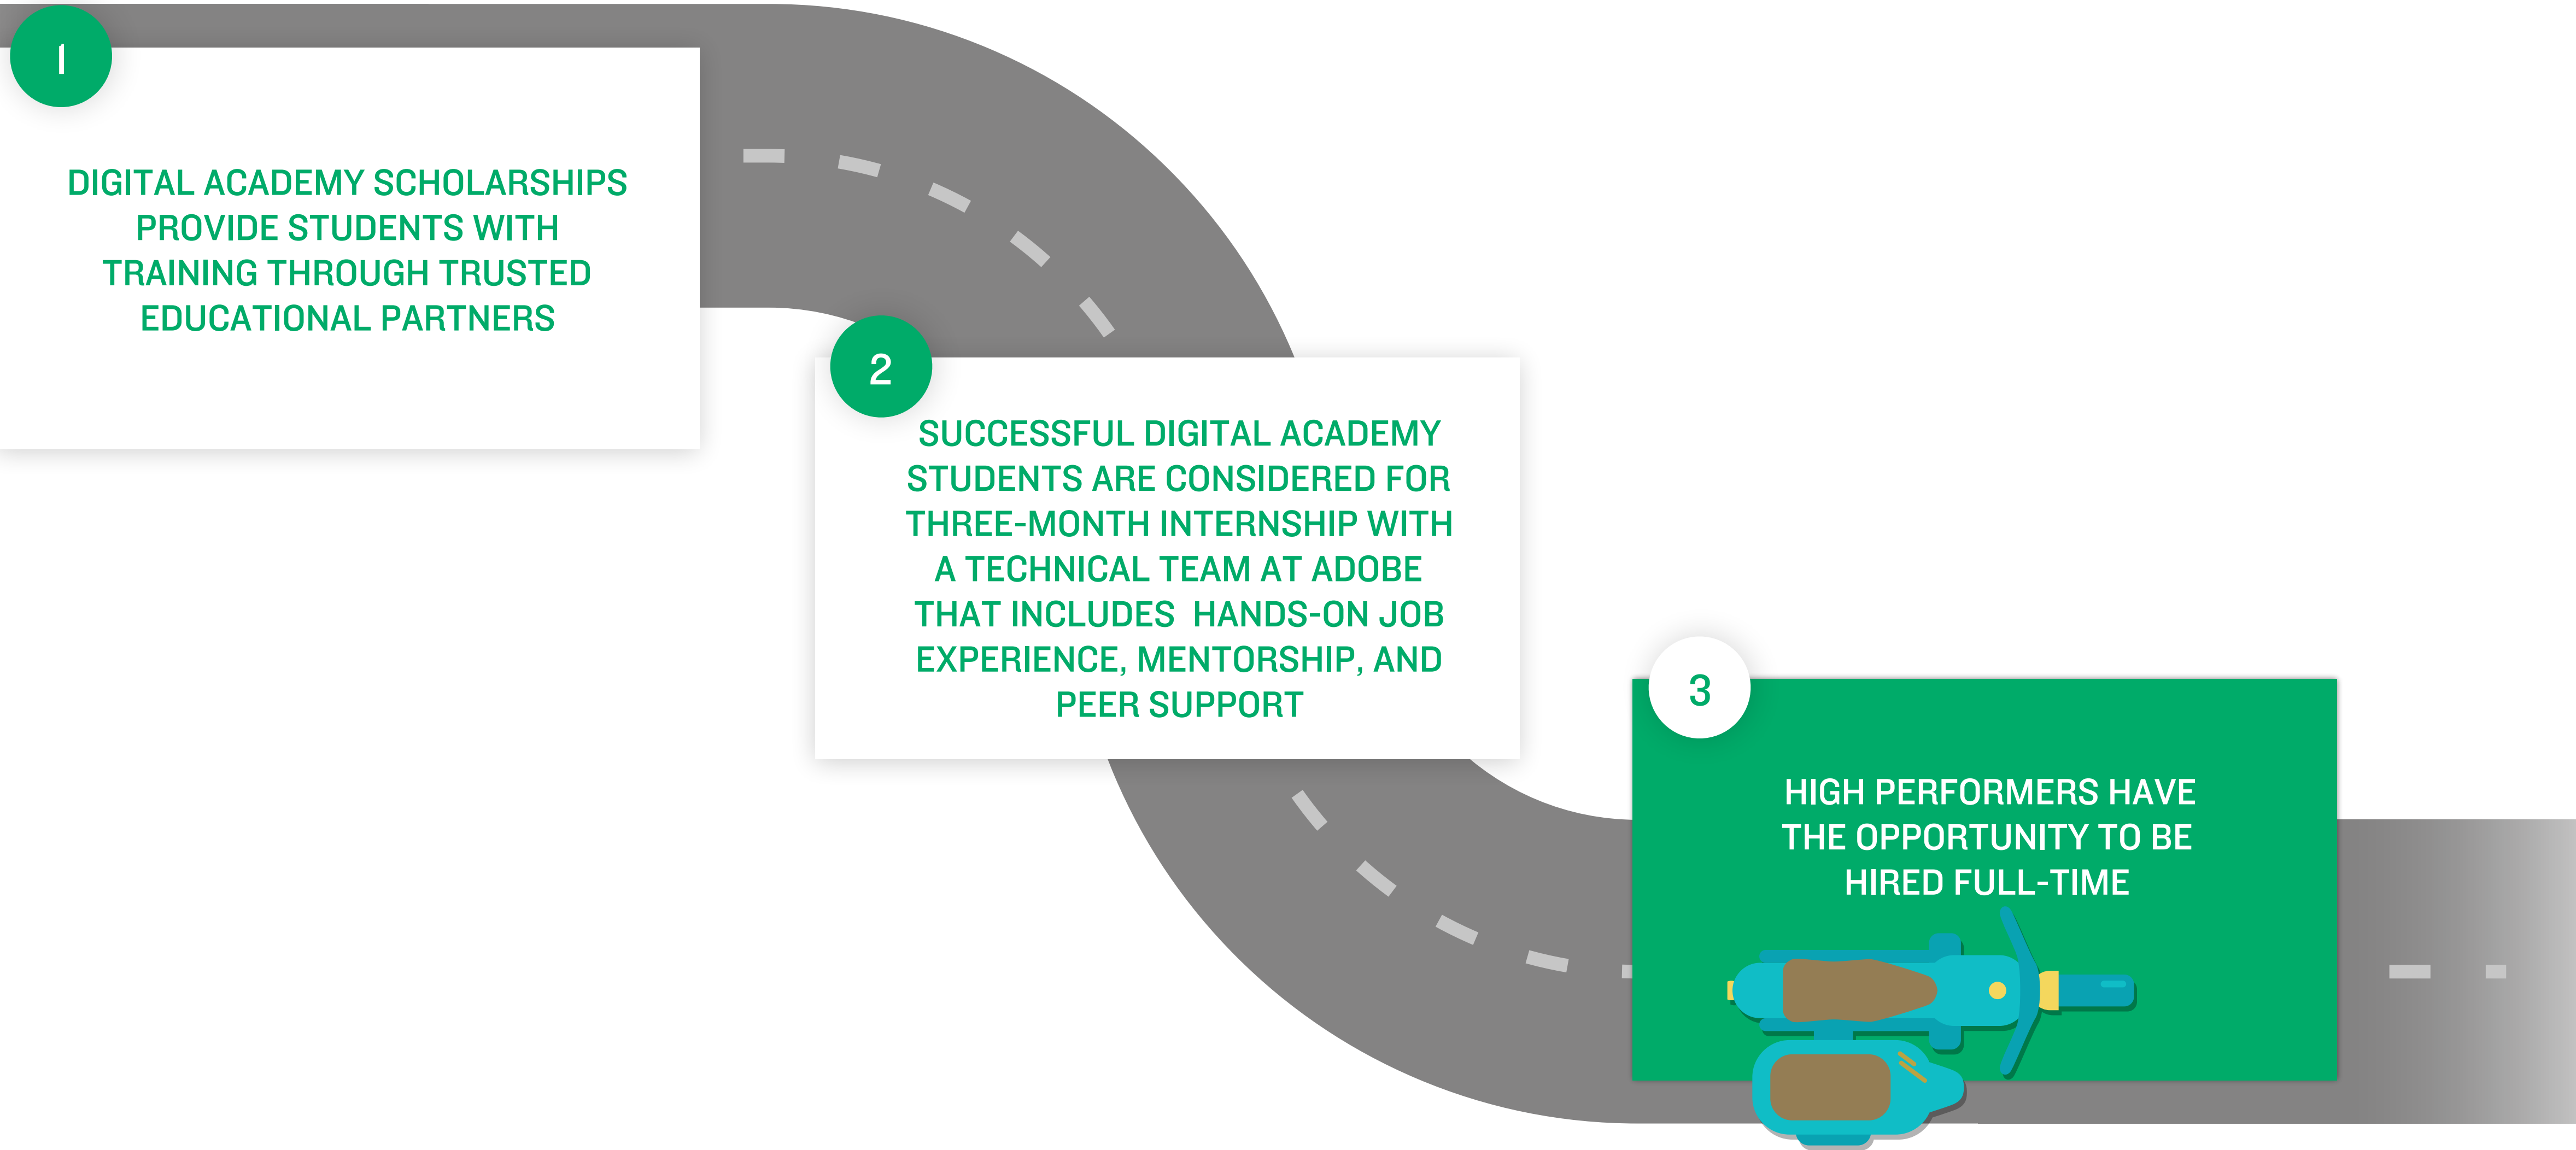 1
DIGITAL ACADEMY SCHOLARSHIPS
PROVIDE STUDENTS WITH
TRAINING THROUGH TRUSTED
EDUCATIONAL PARTNERS
2
SUCCESSFUL DIGITAL ACADEMY
STUDENTS ARE CONSIDERED FOR
THREE-MONTH INTERNSHIP WITH
A TECHNICAL TEAM AT ADOBE
THAT INCLUDES  HANDS-ON JOB
EXPERIENCE, MENTORSHIP, AND
PEER SUPPORT
3
HIGH PERFORMERS HAVE
THE OPPORTUNITY TO BE
HIRED FULL-TIME